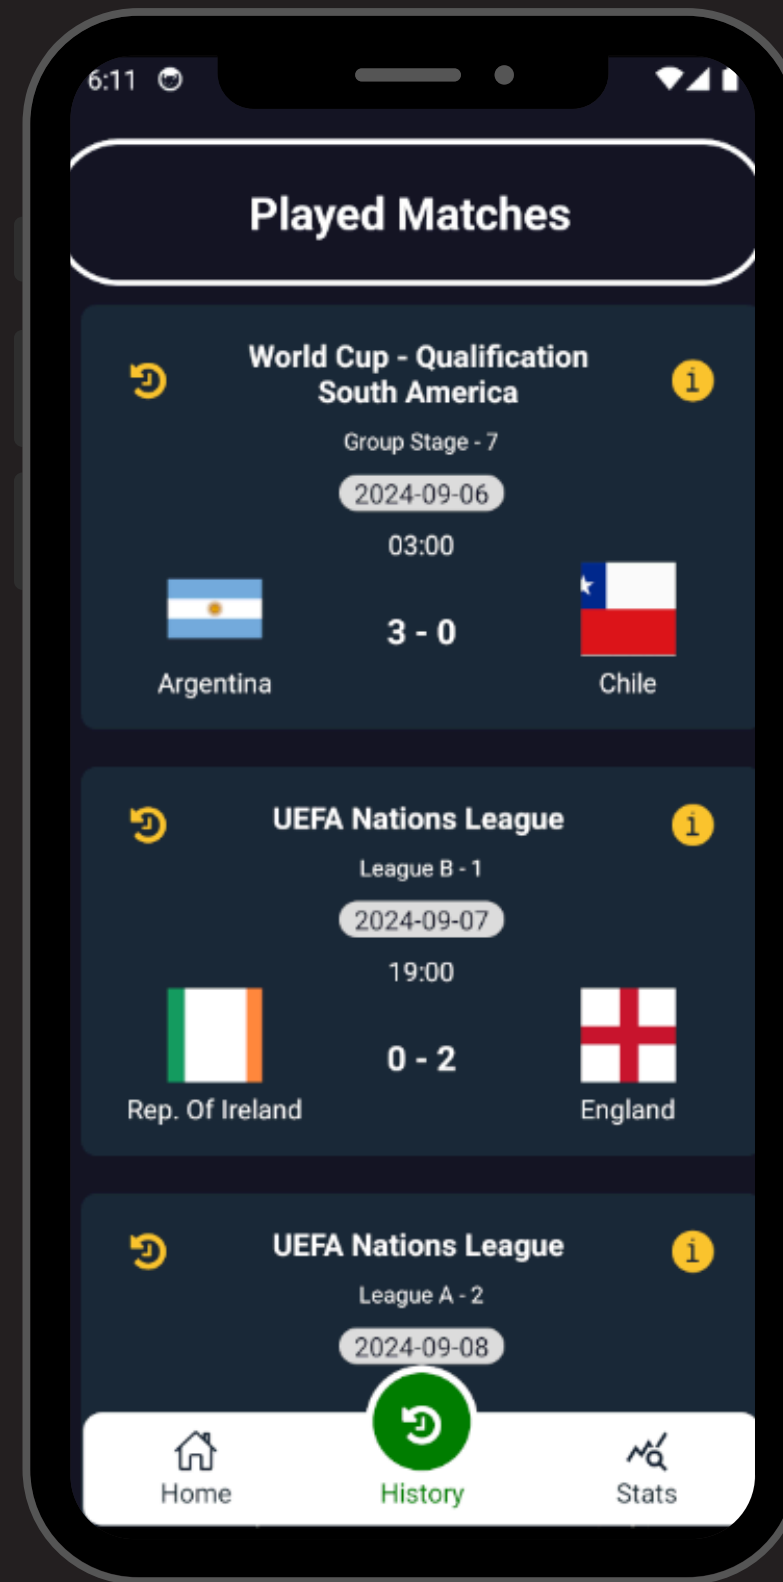 6:11
Played Matches
World Cup - Qualification
South America
Group Stage - 7
2024-09-06
03:00
3 - 0
Argentina
Chile
UEFA Nations League
League B - 1
2024-09-07
19:00
0 - 2
Rep. Of Ireland
England
UEFA Nations League
League A - 2
2024-09-08
Home
History
Stats